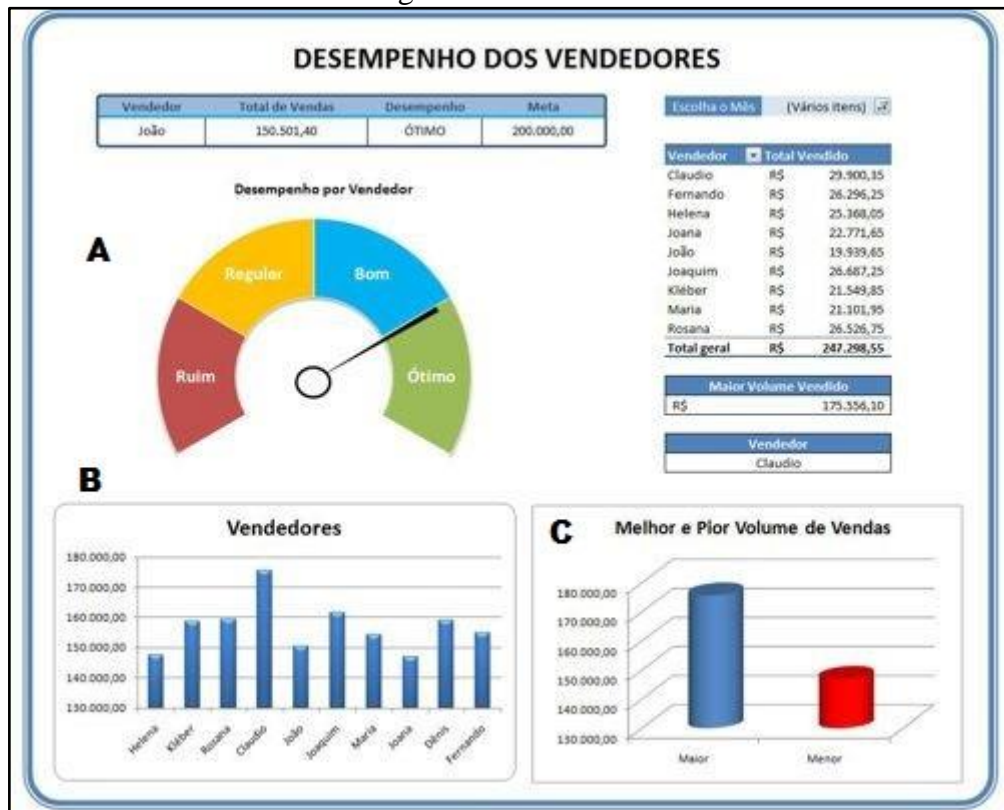 DESEMPENHO DOS VENDEDORES
Vendedor Total de Vendas Desempenho Meta
João 150.501,40 ÓTIMO 200.000,00
Escolha o Mês (Vários itens)
Vendedor Total Vendido
Claudio R$ 29.900,35
Fernando R$ 26.296,25
Helena R$ 25.368,05
Joana R$ 22.771,65
João R$ 19.939,65
Joaquim R$ 26.687,25
Kléber R$ 21.549,85
Maria R$ 21.101,95
Rosana R$ 26.526,75
Total geral R$ 247.298,55
Maior Volume Vendido
R$ 175.556,10
Vendedor
Claudio
A
Desempenho por Vendedor
Regular
Bom
Ruim
Ótimo
B
Vendedores
180.000,00
170.000,00
160.000,00
150.000,00
140.000,00
130.000,00
Helena
Kléber
Rosana
Claudio
João
Joaquim
Maria
Joana
Dênis
Fernando
C
Melhor e Pior Volume de Vendas
180.000,00
170.000,00
160.000,00
150.000,00
140.000,00
130.000,00
Maior
Menor